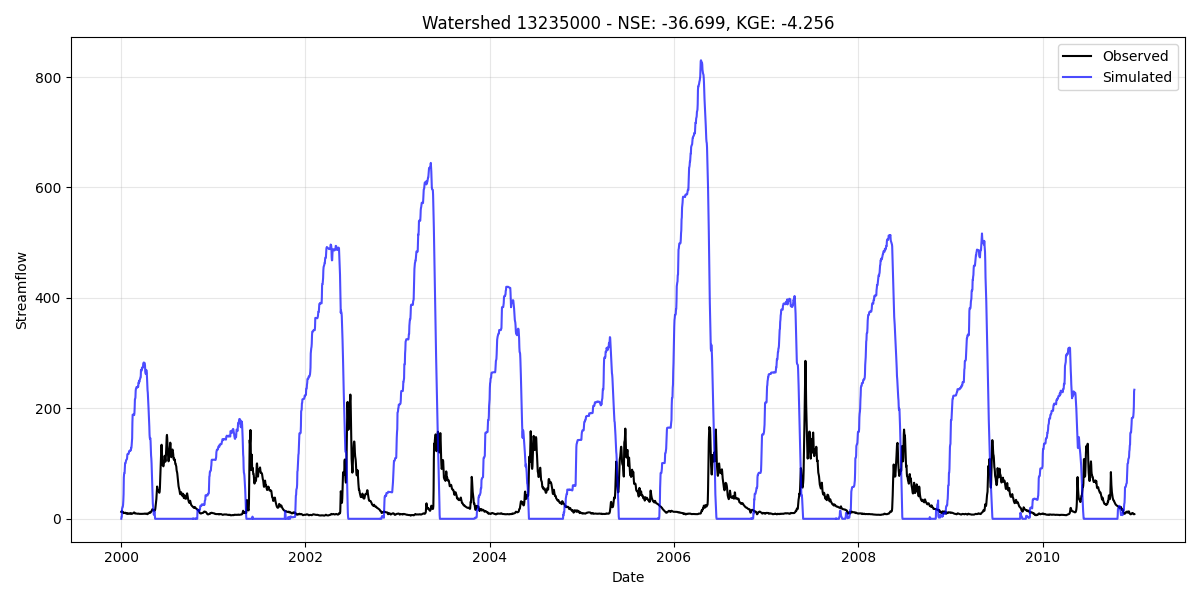 Watershed 13235000 - NSE: -36.699, KGE: -4.256
Observed
Simulated
800
600
400
200
0
Streamflow
2000
2002
2004
2006
2008
2010
Date